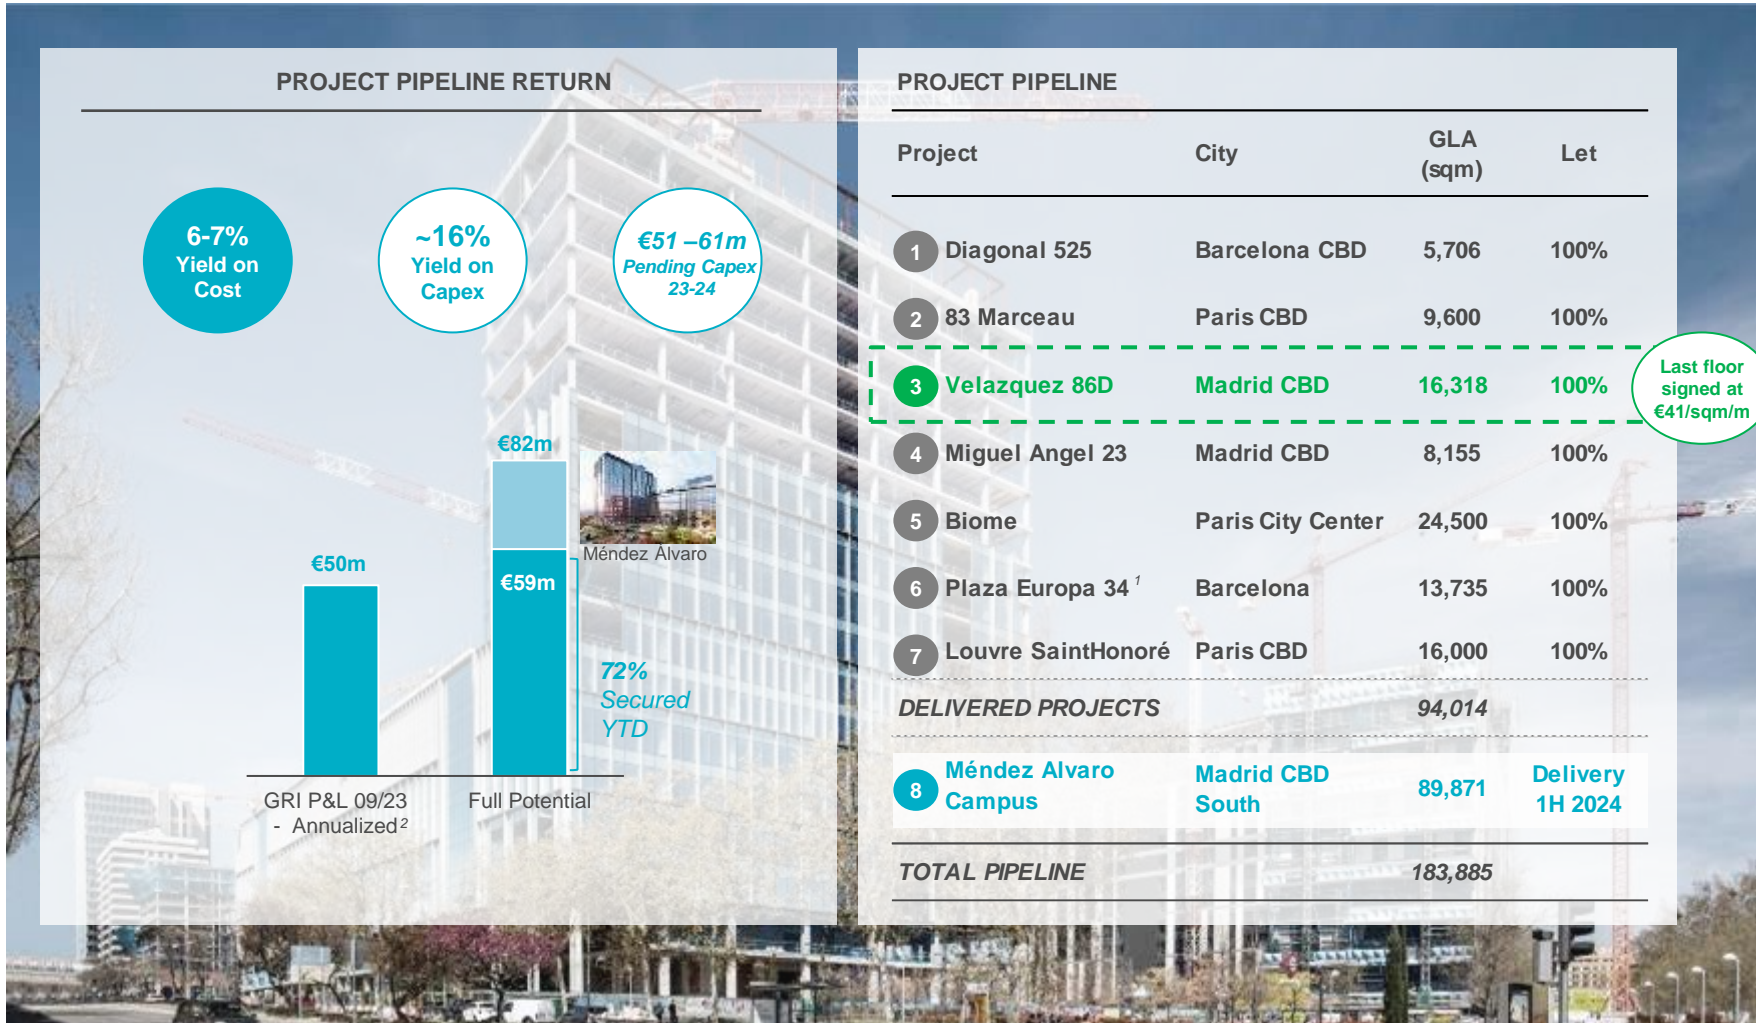 PROJECT PIPELINE RETURN
6-7%
Yield on
Cost
~16%
Yield on
Capex
€51 –61m
Pending Capex
23-24
€82m
Méndez Álvaro
€50m
€59m
72%
Secured
YTD
GRI P&L 09/23
- Annualized²
Full Potential
PROJECT PIPELINE
Project City GLA (sqm) Let
1 Diagonal 525 Barcelona CBD 5,706 100%
2 83 Marceau Paris CBD 9,600 100%
3 Velazquez 86D Madrid CBD 16,318 100%
Last floor
signed at
€41/sqm/m
4 Miguel Angel 23 Madrid CBD 8,155 100%
5 Biome Paris City Center 24,500 100%
6 Plaza Europa 34 ¹ Barcelona 13,735 100%
7 Louvre SaintHonoré Paris CBD 16,000 100%
DELIVERED PROJECTS 94,014
8 Méndez Alvaro Campus Madrid CBD South 89,871 Delivery 1H 2024
TOTAL PIPELINE 183,885